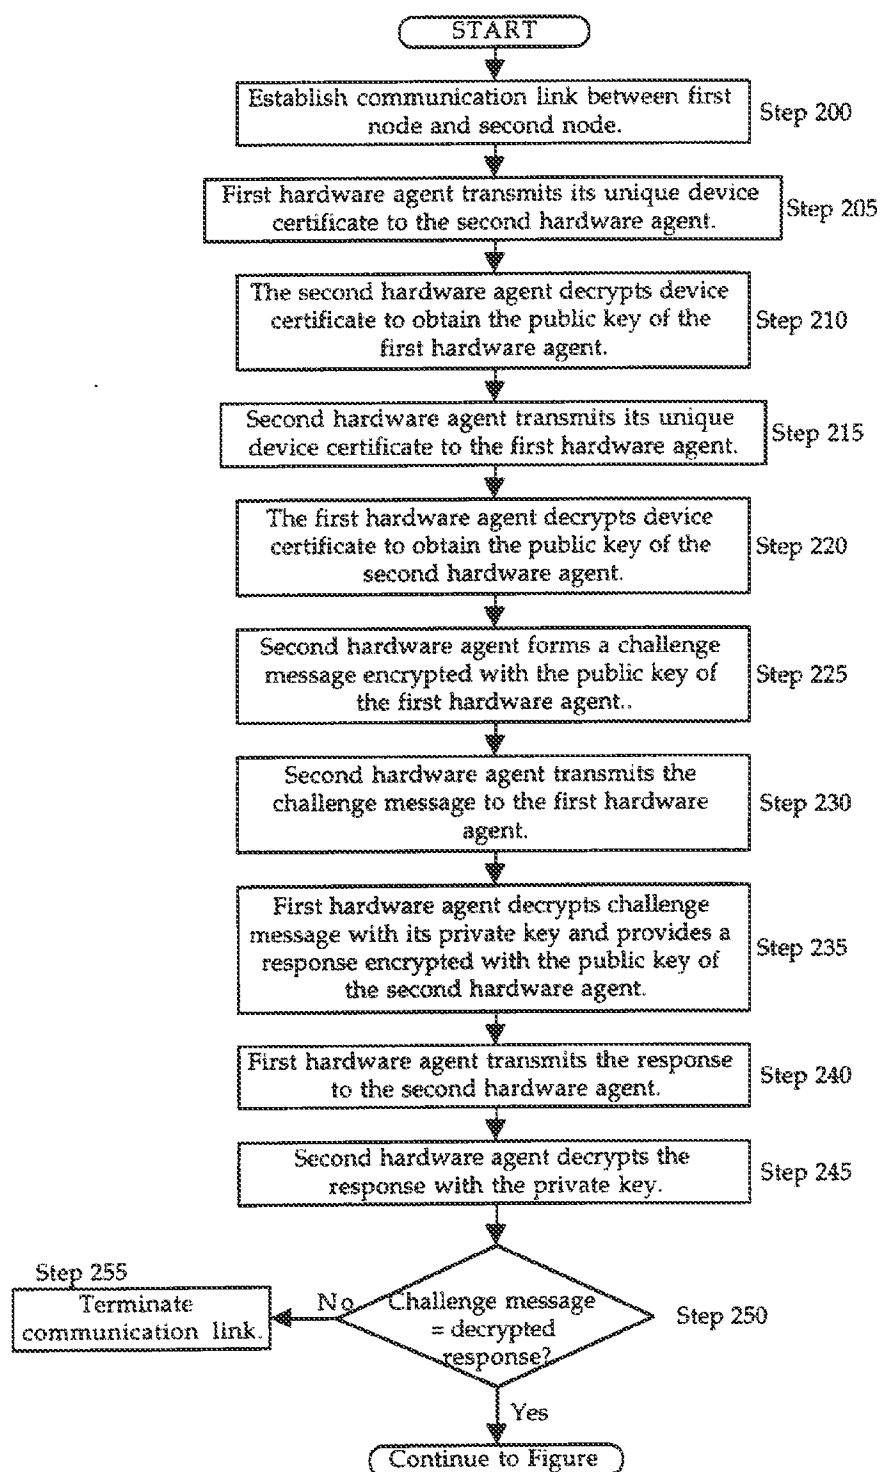 START
Establish communication link between first
node and second node.
Step 200
First hardware agent transmits its unique device
certificate to the second hardware agent.
Step 205
The second hardware agent decrypts device
certificate to obtain the public key of the
first hardware agent.
Step 210
Second hardware agent transmits its unique
device certificate to the first hardware agent.
Step 215
The first hardware agent decrypts device
certificate to obtain the public key of the
second hardware agent.
Step 220
Second hardware agent forms a challenge
message encrypted with the public key of
the first hardware agent..
Step 225
Second hardware agent transmits the
challenge message to the first hardware
agent.
Step 230
First hardware agent decrypts challenge
message with its private key and provides a
response encrypted with the public key of
the second hardware agent.
Step 235
First hardware agent transmits the response
to the second hardware agent.
Step 240
Second hardware agent decrypts the
response with the private key.
Step 245
Step 255
Terminate
communication link.
No
Challenge message
= decrypted
response?
Step 250
Yes
Continue to Figure